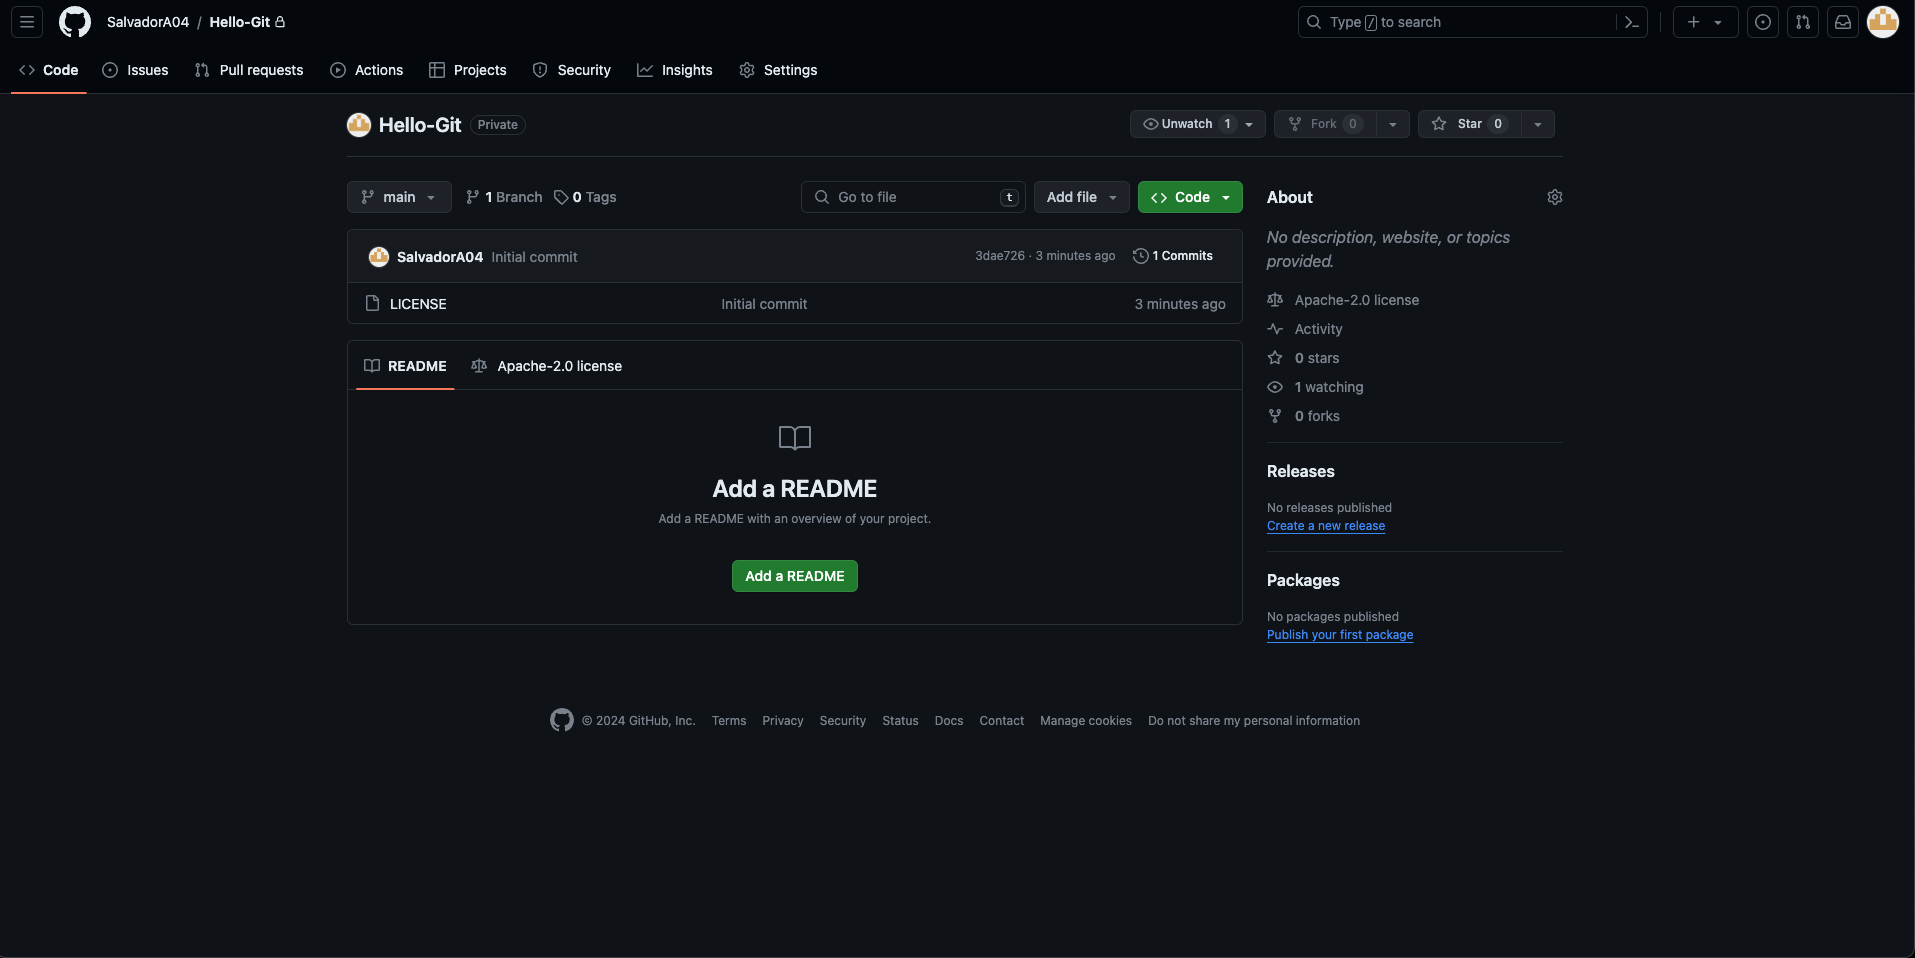 SalvadorA04 / Hello-Git
Type / to search
Code Issues Pull requests Actions Projects Security Insights Settings
Hello-Git Private
Unwatch 1 Fork 0 Star 0
main 1 Branch 0 Tags
Go to file t Add file Code
SalvadorA04 Initial commit 3dae726 · 3 minutes ago 1 Commits
LICENSE Initial commit 3 minutes ago
README Apache-2.0 license
Add a README
Add a README with an overview of your project.
Add a README
About
No description, website, or topics
provided.
Apache-2.0 license
Activity
0 stars
1 watching
0 forks
Releases
No releases published
Create a new release
Packages
No packages published
Publish your first package
© 2024 GitHub, Inc. Terms Privacy Security Status Docs Contact Manage cookies Do not share my personal information